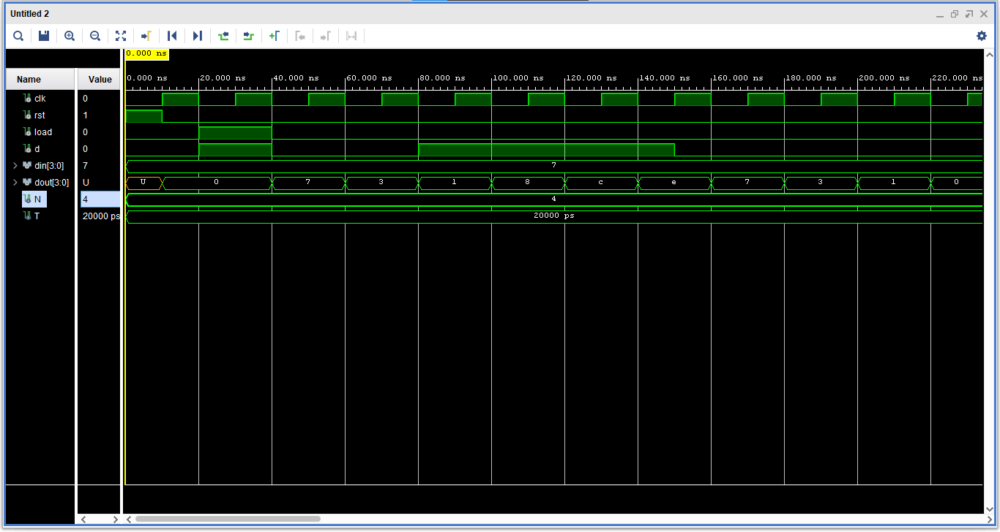 Untitled 2
0.000 ns
Name Value 0.000 ns 20.000 ns 40.000 ns 60.000 ns 80.000 ns 100.000 ns 120.000 ns 140.000 ns 160.000 ns 180.000 ns 200.000 ns 220.000 ns
clk 0
rst 1
load 0
d 0
din[3:0] 7 7
dout[3:0] U U 0 7 3 1 8 c e 7 3 1 0
N 4 4
T 20000 ps 20000 ps